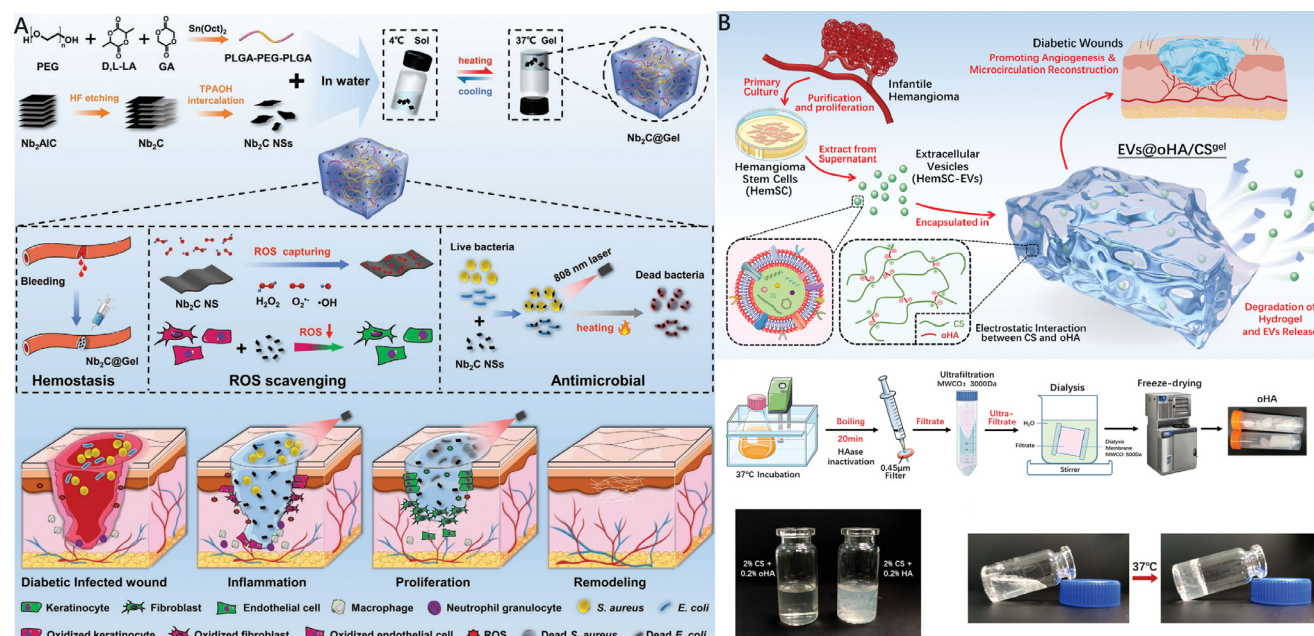 A
Sn(Oct)₂
PEG
D,L-LA
GA
PLGA-PEG-PLGA
HF etching
TPAOH
intercalation
Nb₂AlC
Nb₂C
Nb₂C NSs
In water
4℃ Sol
heating
cooling
37℃ Gel
Nb₂C@Gel
Bleeding
Nb₂C@Gel
Hemostasis
ROS capturing
Nb₂C NS
H₂O₂
O₂⁻·
·OH
ROS
ROS scavenging
Live bacteria
808 nm laser
Dead bacteria
heating
Nb₂C NSs
Antimicrobial
Diabetic Infected wound
Inflammation
Proliferation
Remodeling
Keratinocyte
Fibroblast
Endothelial cell
Macrophage
Neutrophil granulocyte
S. aureus
E. coli
Oxidized keratinocyte
Oxidized fibroblast
Oxidized endothelial cell
ROS
Dead S. aureus
Dead E. coli
B
Infantile
Hemangioma
Primary
Culture
Purification
and proliferation
Hemangioma
Stem Cells
(HemSC)
Extract from
Supernatant
Extracellular
Vesicles
(HemSC-EVs)
Encapsulated in
Diabetic Wounds
Promoting Angiogenesis &
Microcirculation Reconstruction
EVs@oHA/CSgel
CS
oHA
Electrostatic Interaction
between CS and oHA
Degradation of
Hydrogel
and EVs Release
37℃ Incubation
Boiling
20min
HAase
inactivation
0.45μm
Filter
Filtrate
Ultrafiltration
MWCO≤ 3000Da
Ultra-
Filtrate
Dialysis
H₂O
Filtrate
Dialysis
Membrane
MWCO: 500Da
Stirrer
Freeze-drying
oHA
2% CS +
0.2% oHA
2% CS +
0.2% HA
37℃